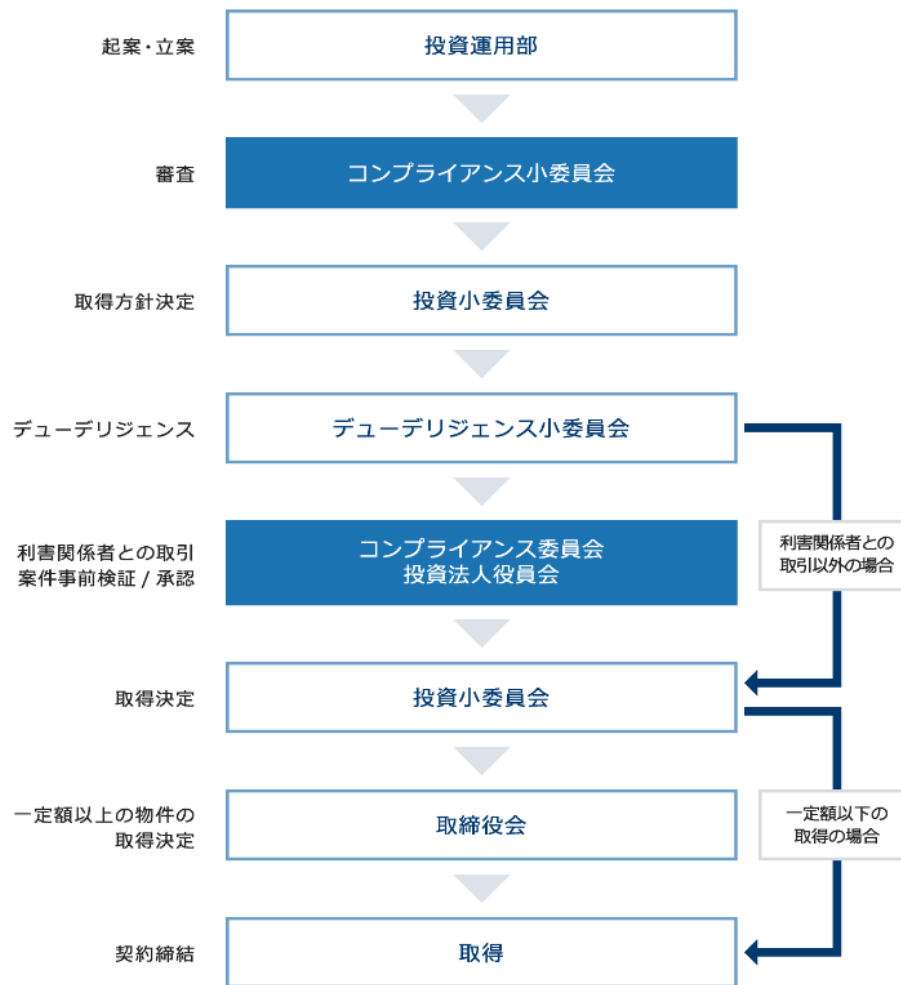 起案・立案
投資運用部
審査
コンプライアンス小委員会
取得方針決定
投資小委員会
デューデリジェンス
デューデリジェンス小委員会
利害関係者との取引
案件事前検証 / 承認
コンプライアンス委員会
投資法人役員会
利害関係者との
取引以外の場合
取得決定
投資小委員会
一定額以上の物件の
取得決定
取締役会
一定額以下の
取得の場合
契約締結
取得